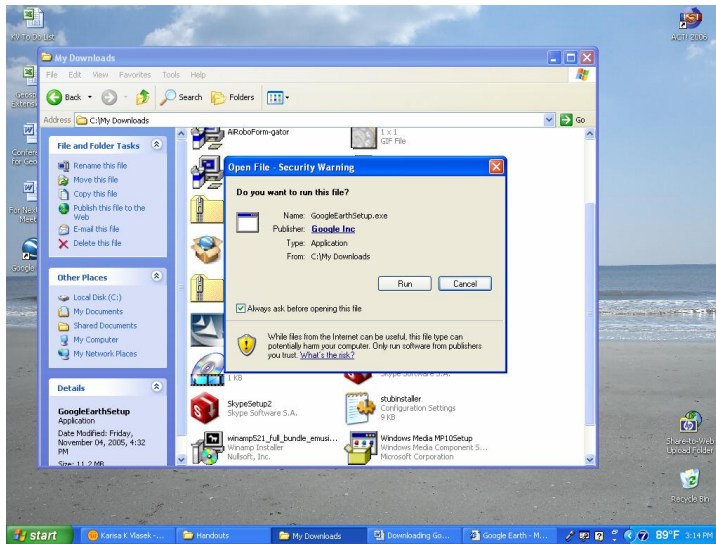 KV To Do List
ACT! 2006
My Downloads
File Edit View Favorites Tools Help
Back Search Folders
Address C:\My Downloads Go
File and Folder Tasks
Rename this file
Move this file
Copy this file
Publish this file to the
Web
E-mail this file
Delete this file
Other Places
Local Disk (C:)
My Documents
Shared Documents
My Computer
My Network Places
Details
GoogleEarthSetup
Application
Date Modified: Friday,
November 04, 2005, 4:32
PM
Size: 11.2 MB
AiRoboForm-gator
1 x 1
GIF File
Open File - Security Warning
Do you want to run this file?
Name: GoogleEarthSetup.exe
Publisher: Google Inc
Type: Application
From: C:\My Downloads
Run Cancel
Always ask before opening this file
While files from the Internet can be useful, this file type can
potentially harm your computer. Only run software from publishers
you trust. What's the risk?
1 KB
Skype Software S.A.
SkypeSetup2
Skype Software S.A.
stubinstaller
Configuration Settings
9 KB
winamp521_full_bundle_emusi...
Winamp Installer
Nullsoft, Inc.
Windows Media MP10Setup
Windows Media Component S...
Microsoft Corporation
Google
Share-to-Web
Upload Folder
Recycle Bin
start Karisa K Vlasek -... Handouts My Downloads Downloading Go... Google Earth - M... 89°F 3:14 PM